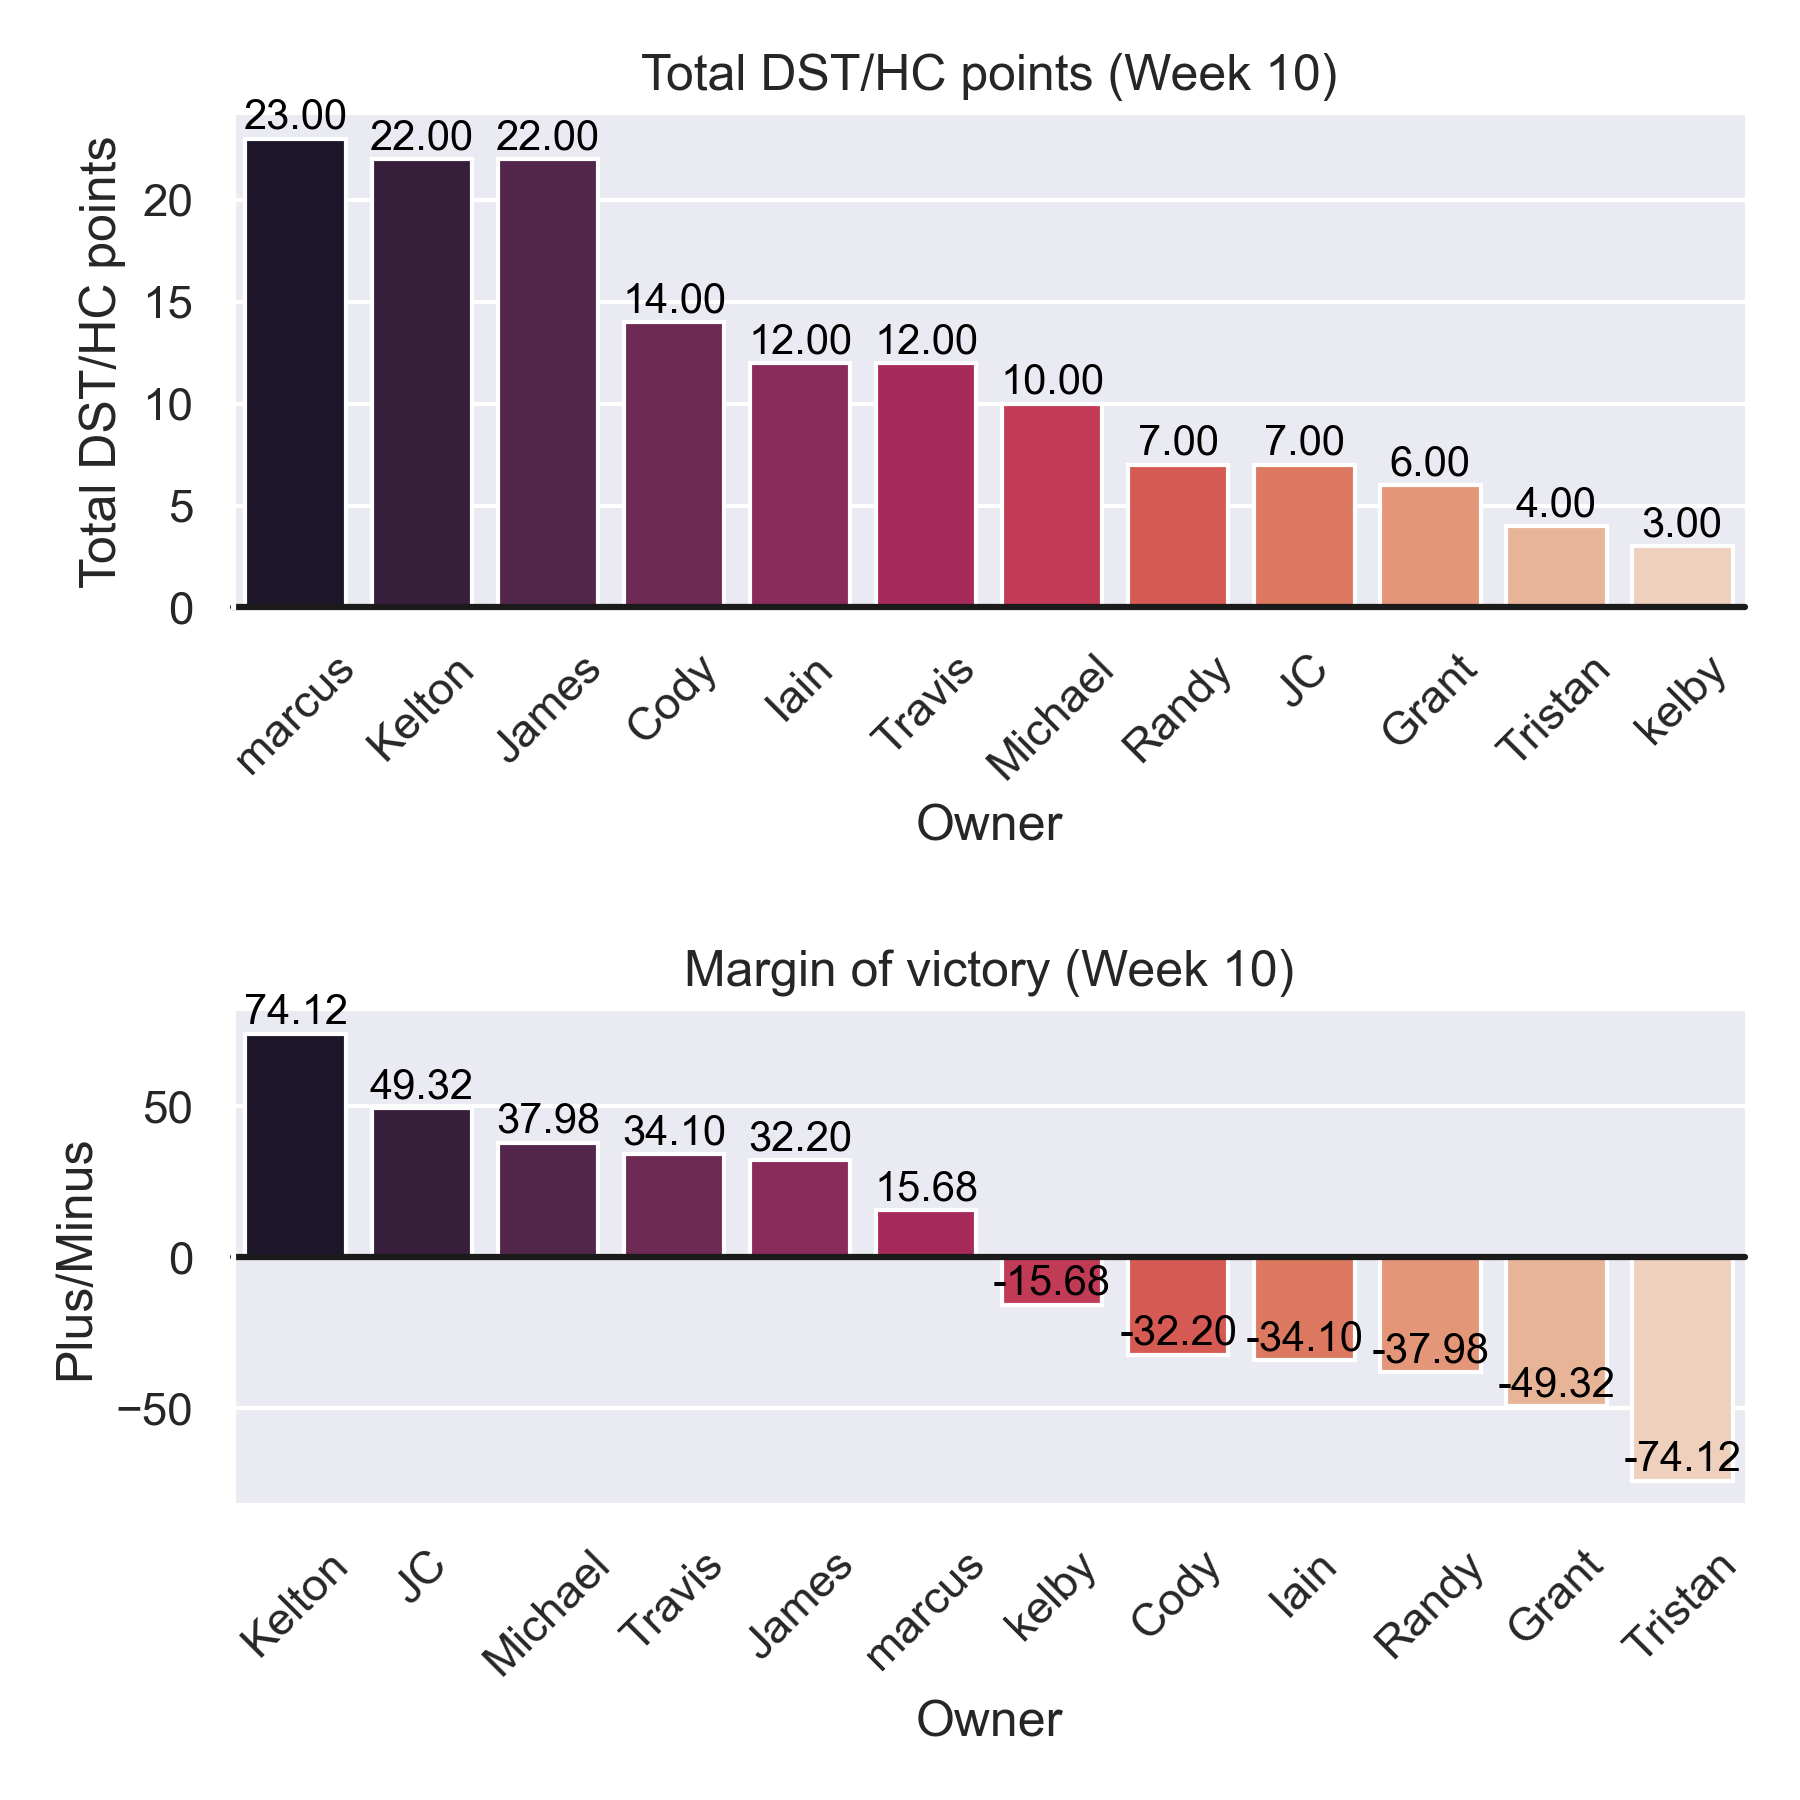 Total DST/HC points (Week 10)
Total DST/HC points
20
15
10
5
0
23.00
22.00
22.00
14.00
12.00
12.00
10.00
7.00
7.00
6.00
4.00
3.00
marcus
Kelton
James
Cody
Iain
Travis
Michael
Randy
JC
Grant
Tristan
kelby
Owner
Margin of victory (Week 10)
Plus/Minus
50
0
−50
74.12
49.32
37.98
34.10
32.20
15.68
-15.68
-32.20
-34.10
-37.98
-49.32
-74.12
Kelton
JC
Michael
Travis
James
marcus
kelby
Cody
Iain
Randy
Grant
Tristan
Owner